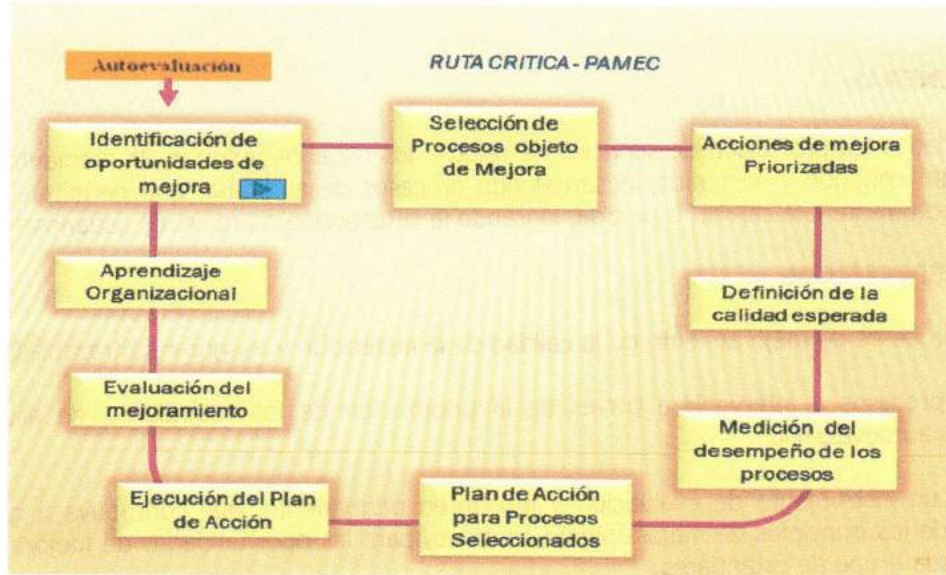 Autoevaluación
RUTA CRITICA - PAMEC
Identificación de
oportunidades de
mejora
Selección de
Procesos objeto
de Mejora
Acciones de mejora
Priorizadas
Definición de la
calidad esperada
Medición del
desempeño de los
procesos
Plan de Acción
para Procesos
Seleccionados
Ejecución del Plan
de Acción
Evaluación del
mejoramiento
Aprendizaje
Organizacional